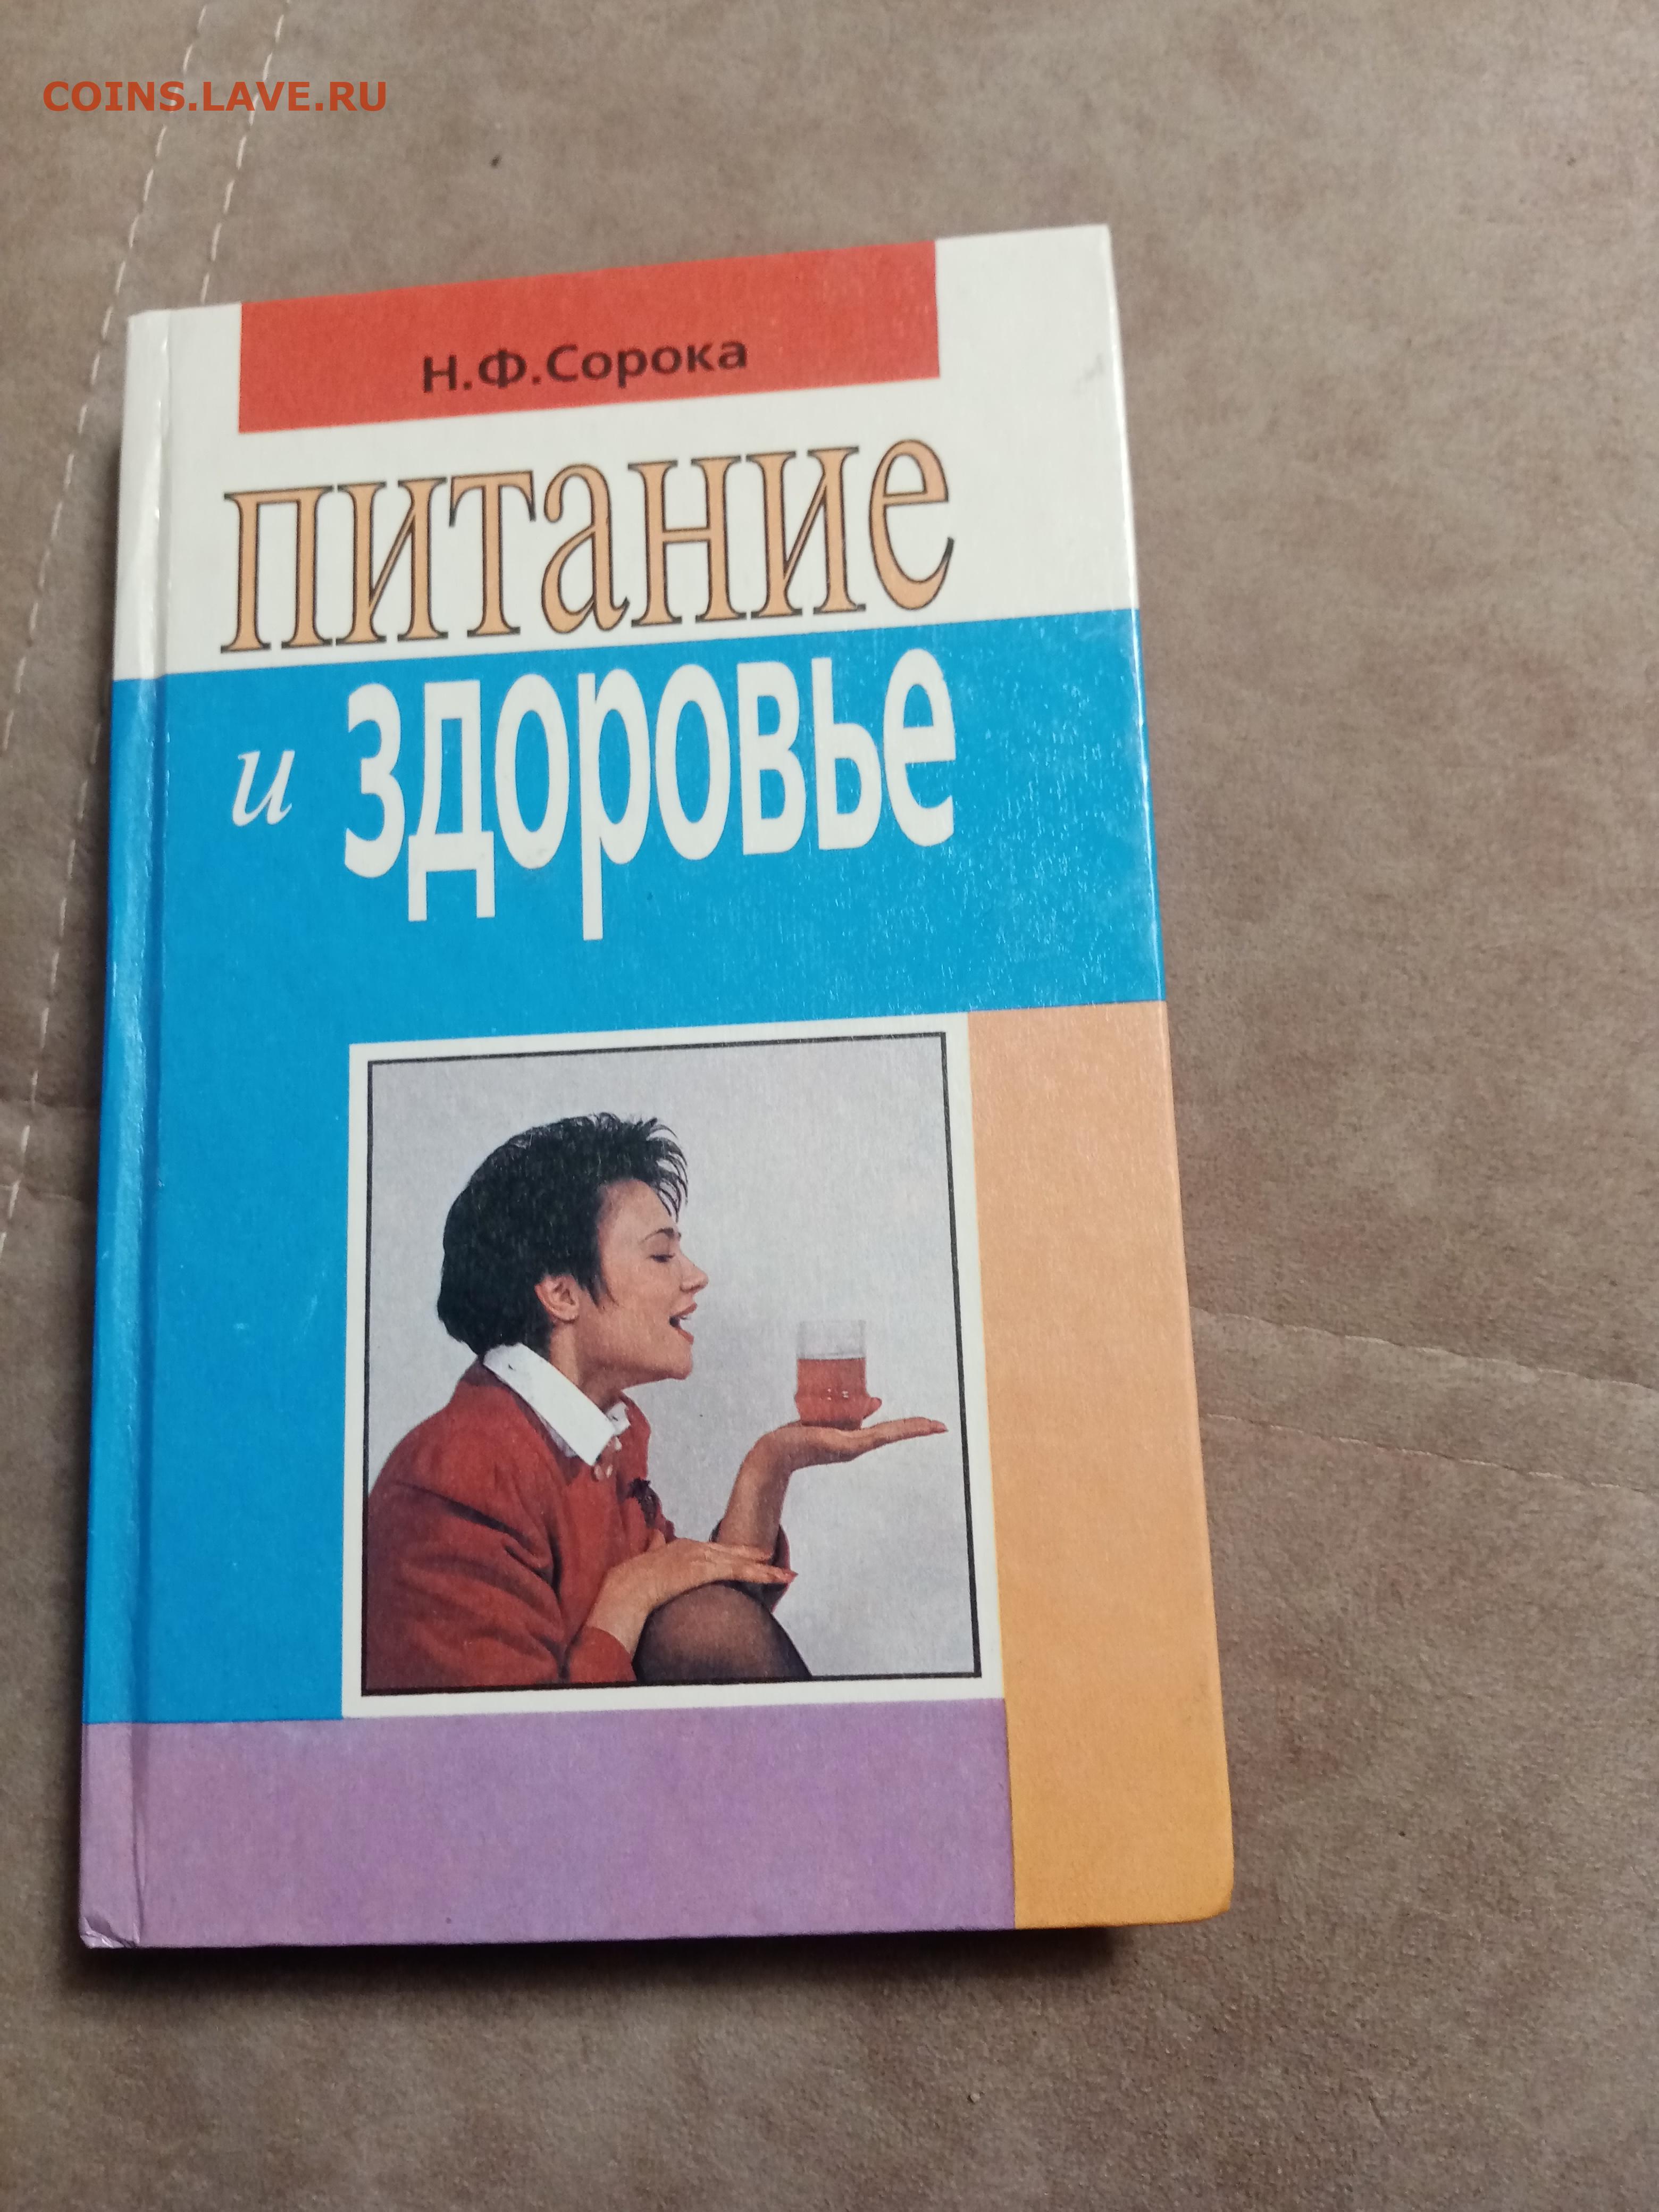 COINS.LAVE.RU
Н.Ф.Сорока
питание
и здоровье